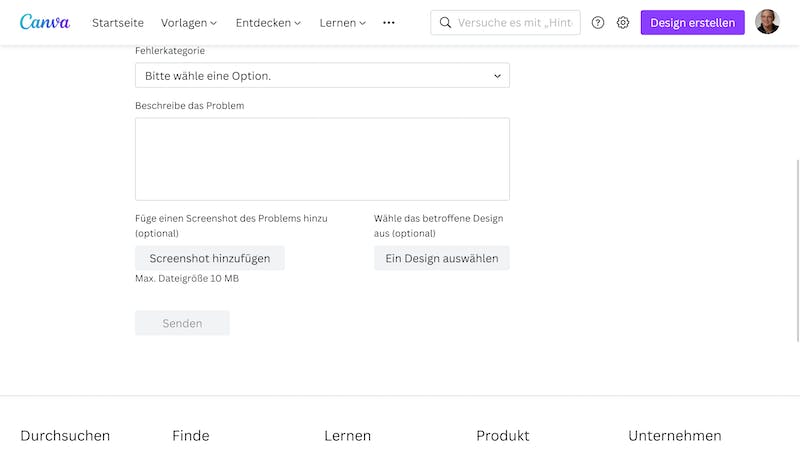 Canva Startseite Vorlagen Entdecken Lernen ••• Versuche es mit „Hint Design erstellen
Fehlerkategorie
Bitte wähle eine Option.
Beschreibe das Problem
Füge einen Screenshot des Problems hinzu
(optional)
Wähle das betroffene Design
aus (optional)
Screenshot hinzufügen
Ein Design auswählen
Max. Dateigröße 10 MB
Senden
Durchsuchen Finde Lernen Produkt Unternehmen